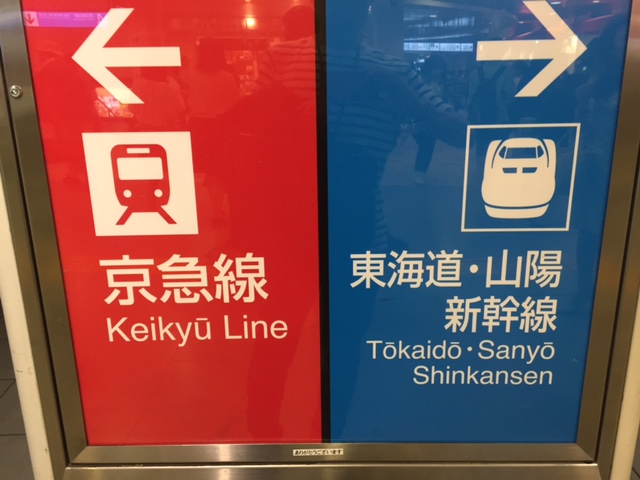 京急線
Keikyū Line
東海道・山陽
新幹線
Tōkaidō・Sanyō
Shinkansen